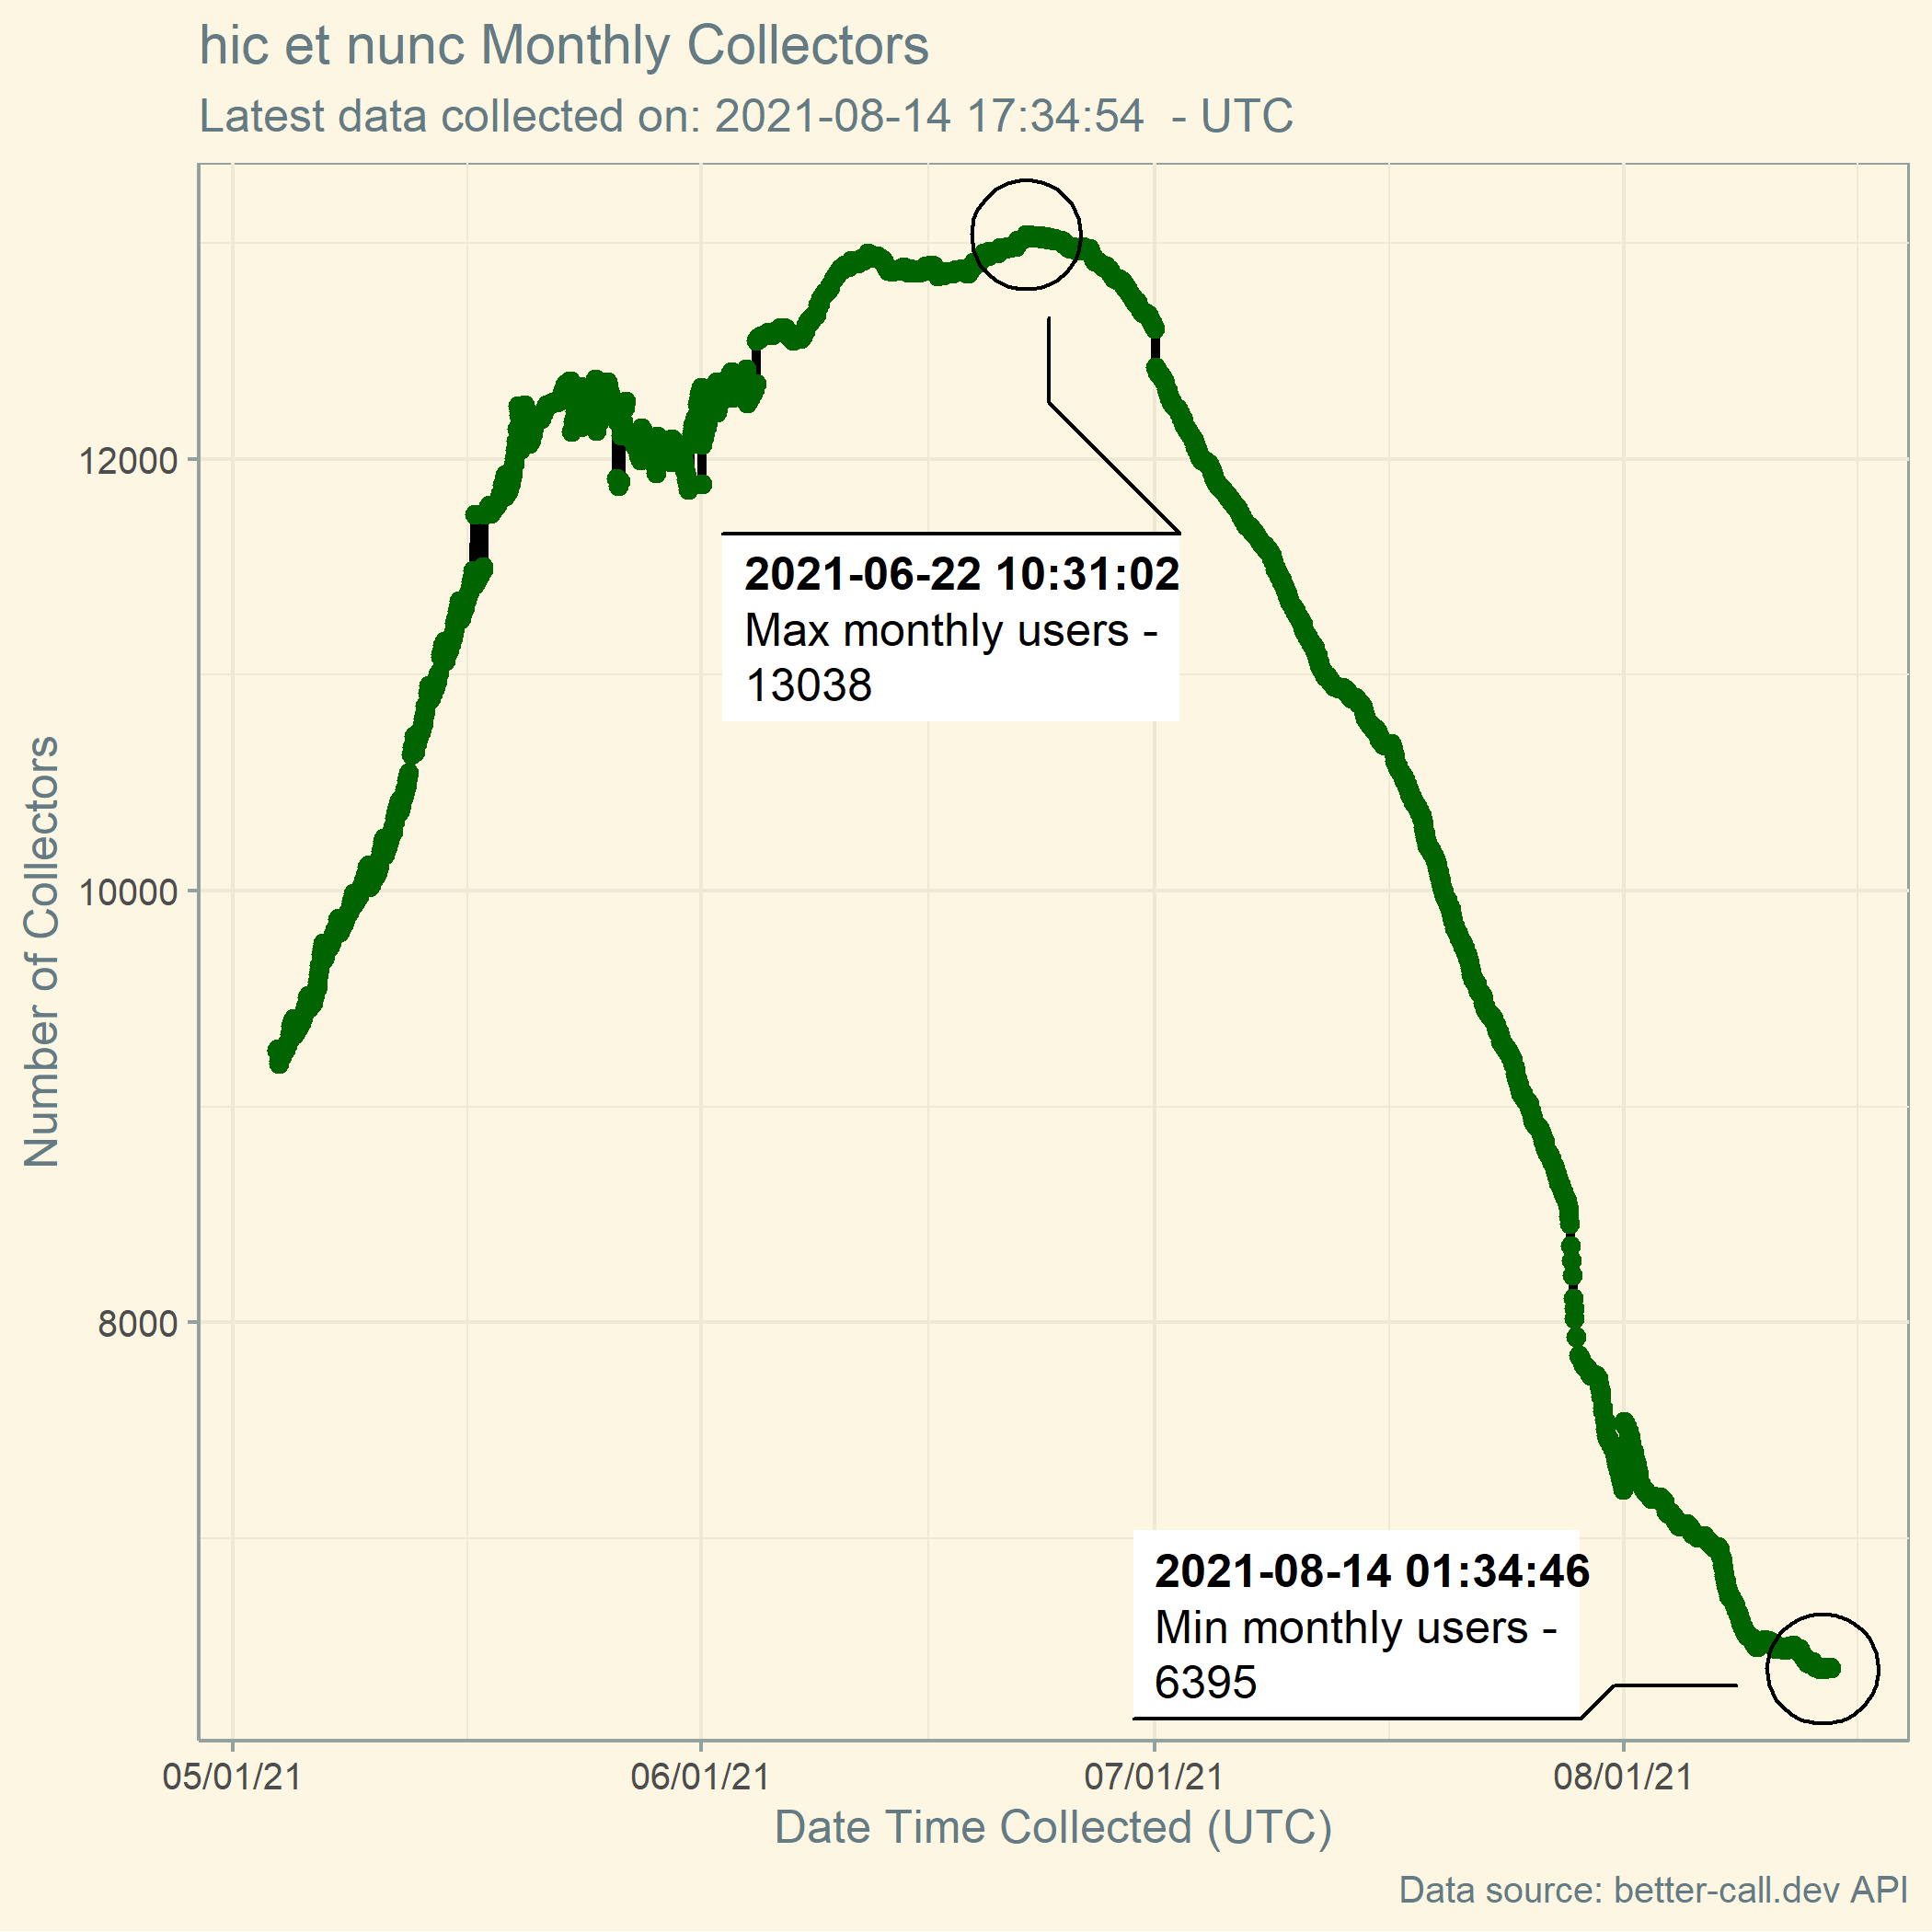 hic et nunc Monthly Collectors
Latest data collected on: 2021-08-14 17:34:54  - UTC
Number of Collectors
12000
10000
8000
2021-06-22 10:31:02
Max monthly users -
13038
2021-08-14 01:34:46
Min monthly users -
6395
05/01/21
06/01/21
07/01/21
08/01/21
Date Time Collected (UTC)
Data source: better-call.dev API